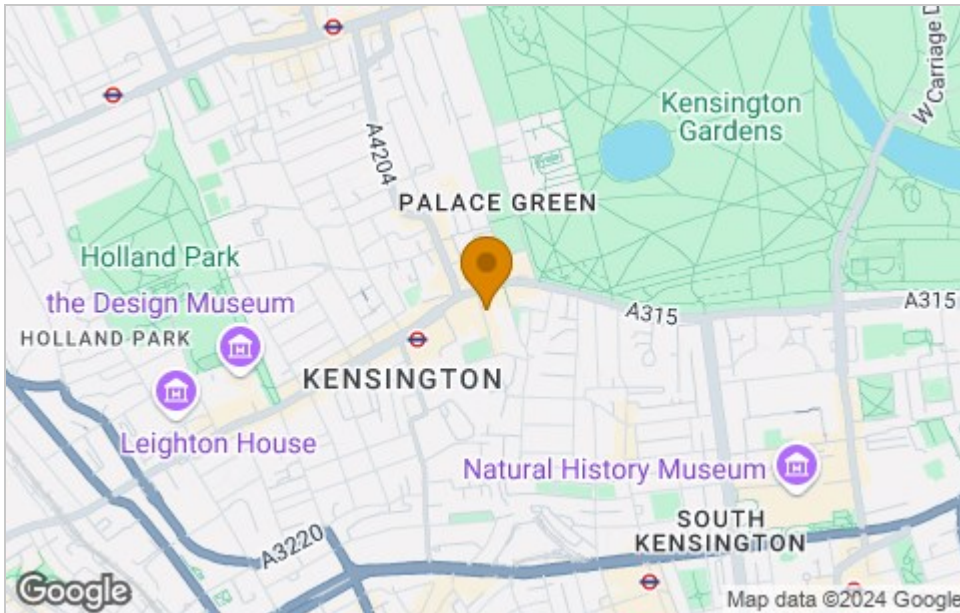 Kensington
Gardens
W Carriage D
A4204
PALACE GREEN
Holland Park
the Design Museum
HOLLAND PARK
A315
A315
KENSINGTON
Leighton House
Natural History Museum
SOUTH
KENSINGTON
A3220
Google
Map data ©2024 Google